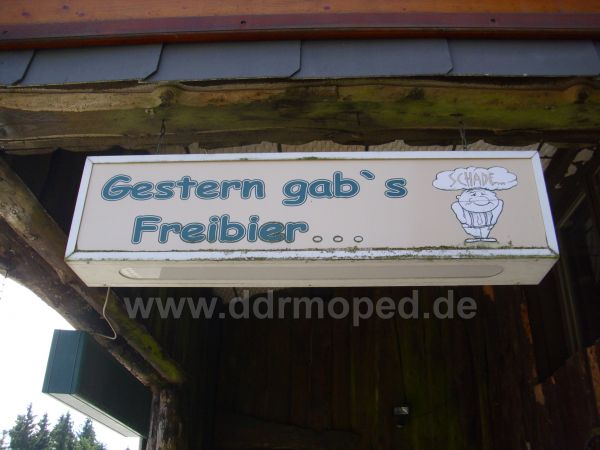 Gestern gab`s
SCHADE...
Freibier...
www.ddrmoped.de